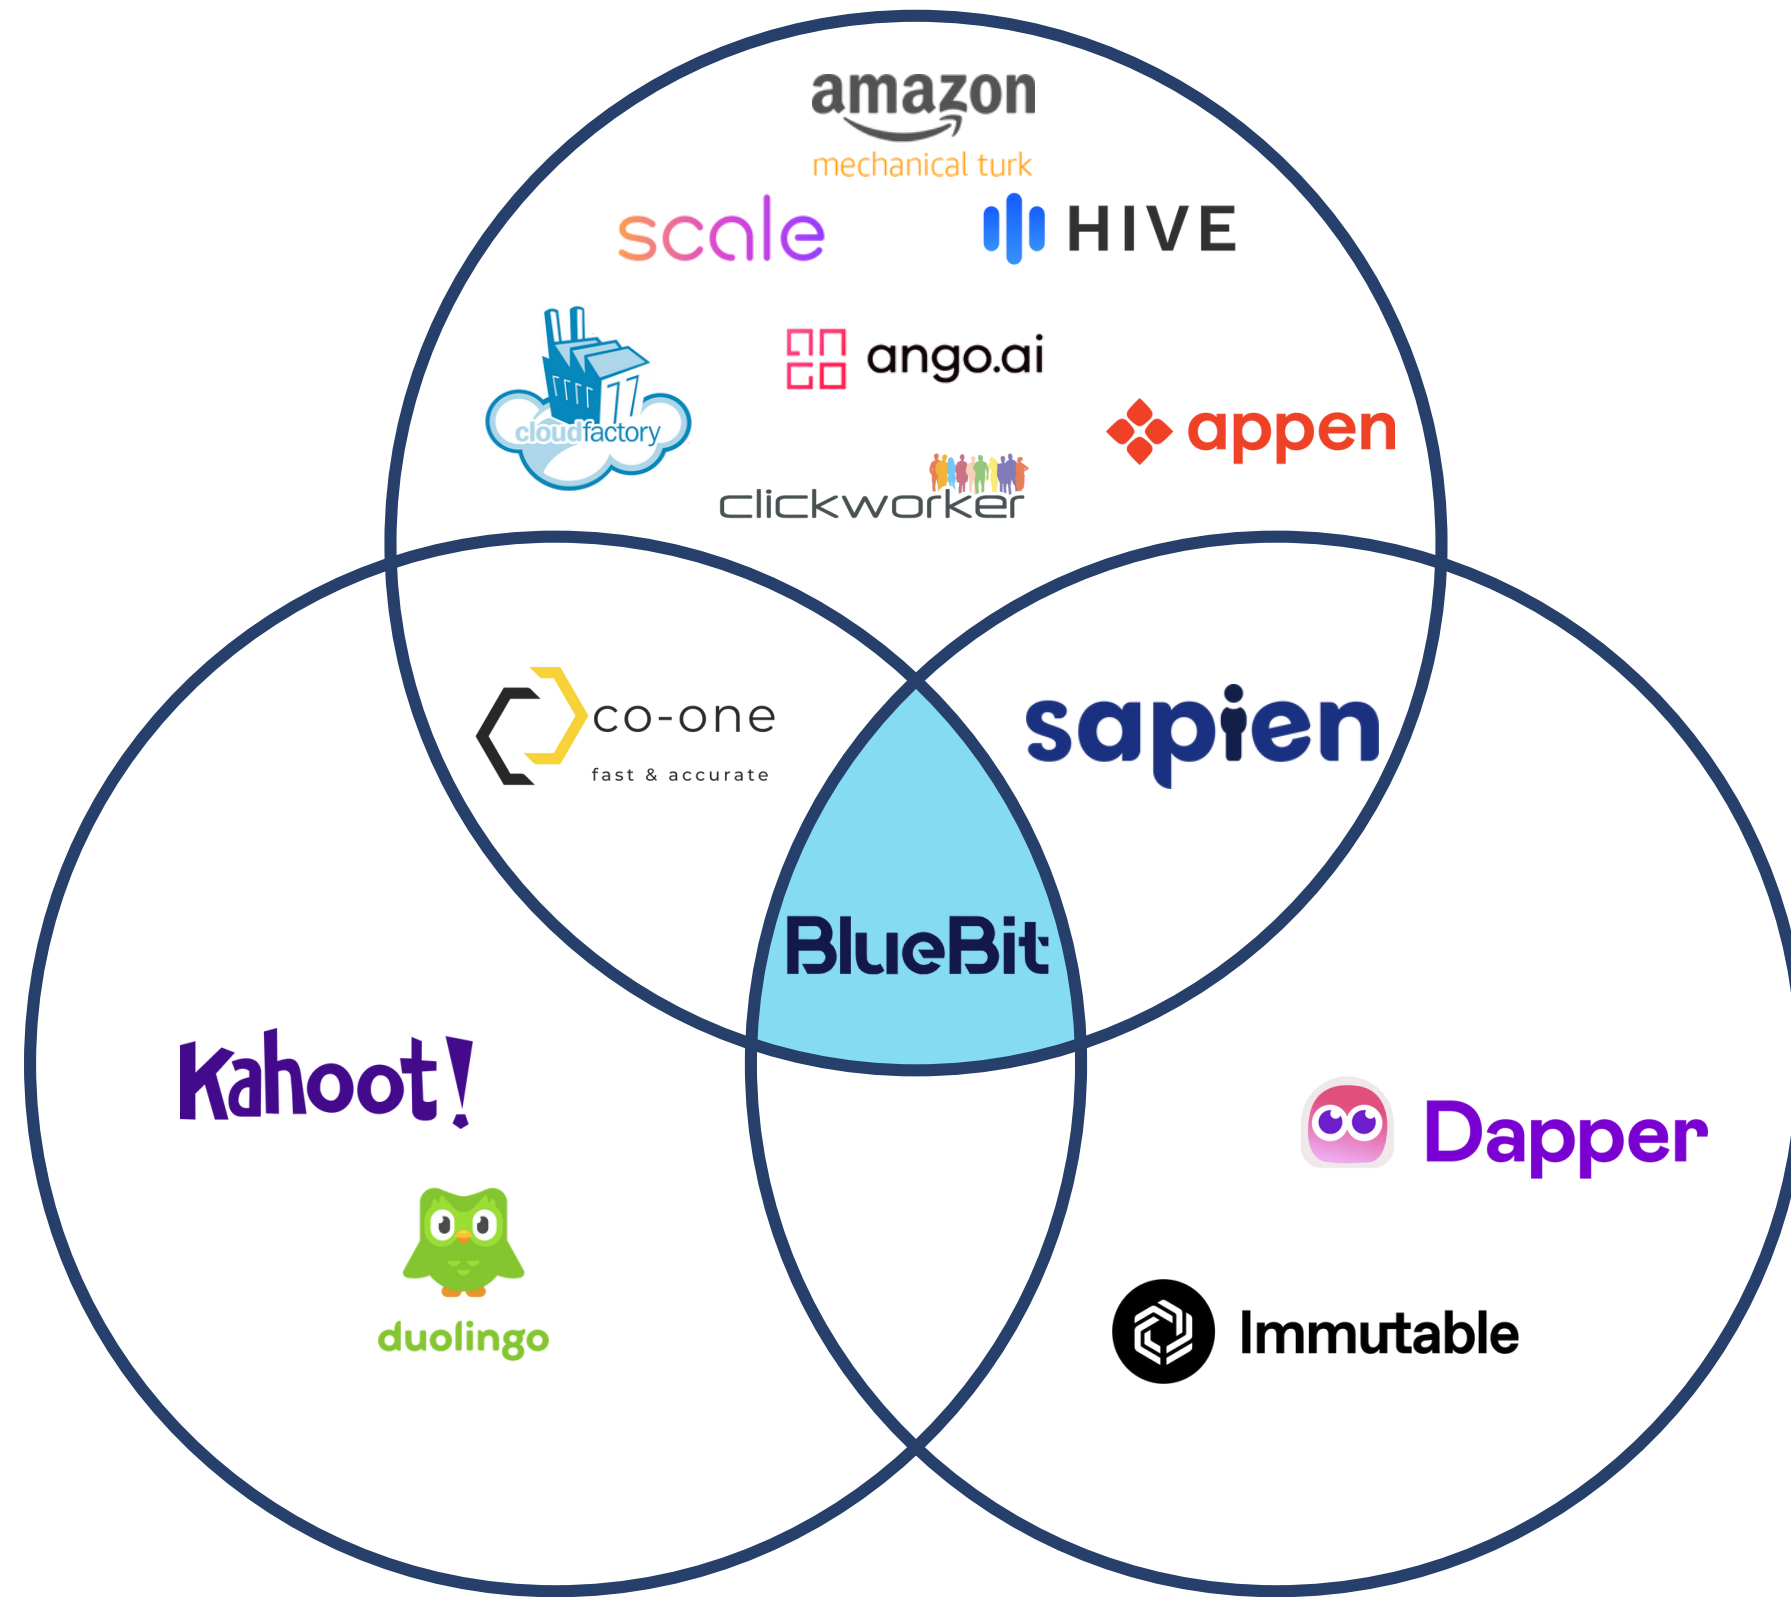 amazon
mechanical turk
scale
HIVE
ango.ai
cloudfactory
appen
clickworker
co-one
fast & accurate
sapien
BlueBit
Kahoot!
Dapper
duolingo
Immutable